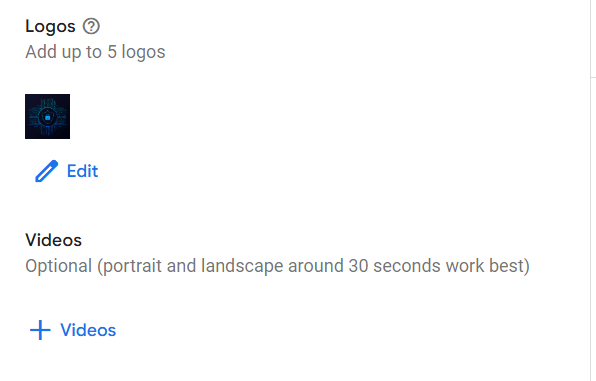 Logos
Add up to 5 logos
Edit
Videos
Optional (portrait and landscape around 30 seconds work best)
Videos